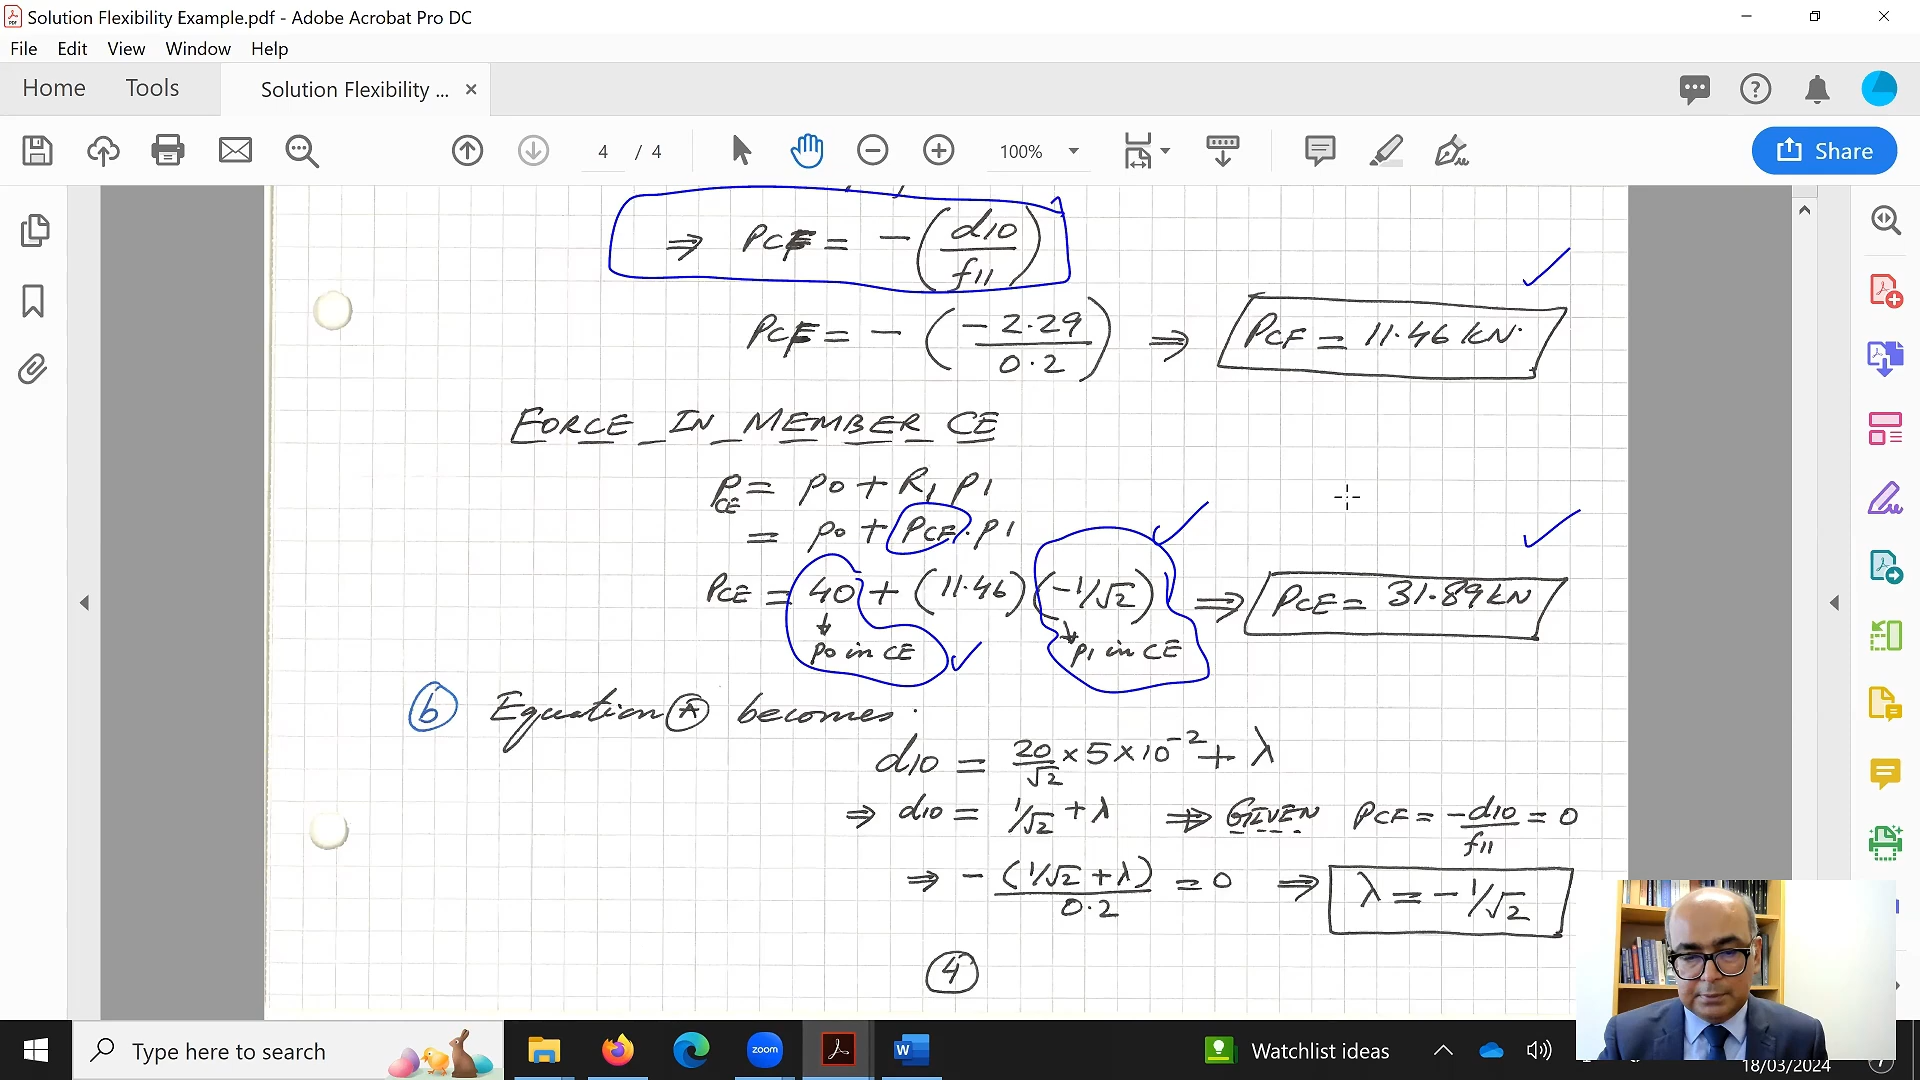 Solution Flexibility Example.pdf - Adobe Acrobat Pro DC
File Edit View Window Help
Home Tools Solution Flexibility ... ×
4 / 4 100% Share
⇒ PCF = - (d10 / f11)
PCF = - (-2.29 / 0.2) ⇒ PCF = 11.46 kN.
FORCE IN MEMBER CE
PCE = p0 + R1 p1
= p0 + PCF . p1
PCE = 40 + (11.46) (-1/√2) ⇒ PCE = 31.89 kN
p0 in CE p1 in CE
b Equation A becomes.
d10 = 20/√2 × 5 × 10⁻² + λ
⇒ d10 = 1/√2 + λ ⇒ GIVEN PCF = -d10/f11 = 0
⇒ - (1/√2 + λ) / 0.2 = 0 ⇒ λ = -1/√2
4
Type here to search
zoom
W
Watchlist ideas
18/03/2024
7